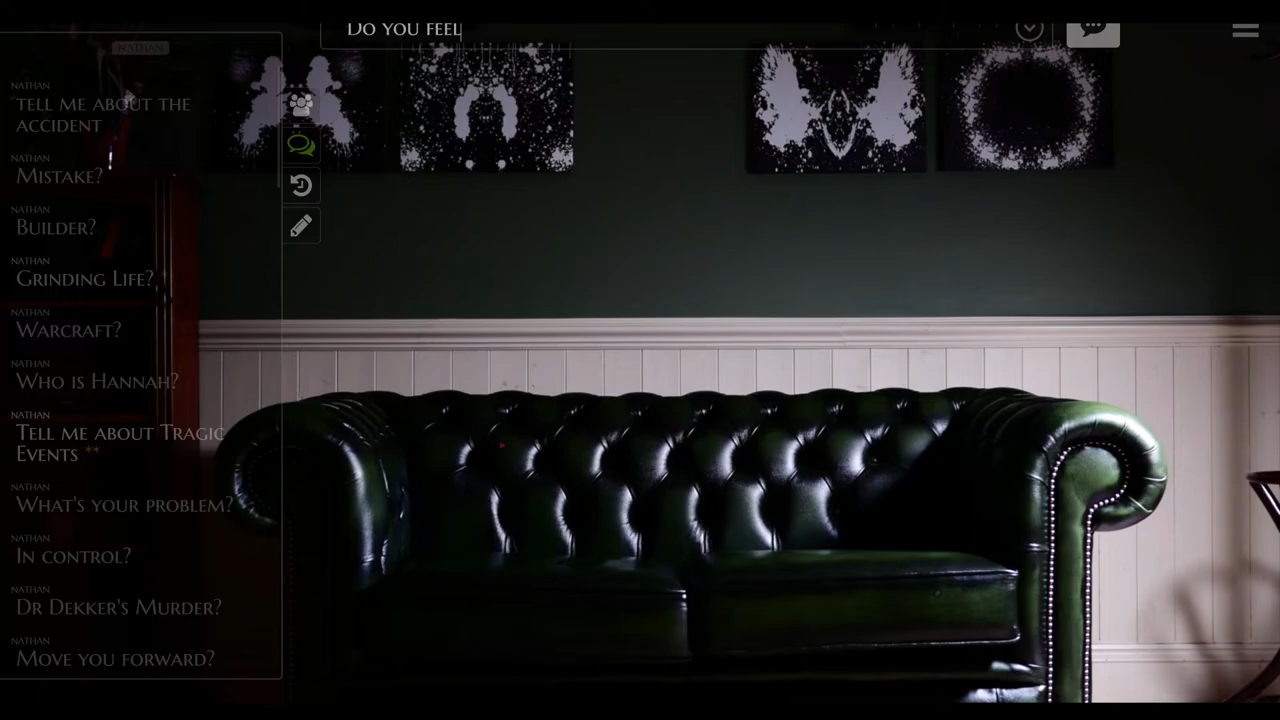 Do you feel
NATHAN
NATHAN
tell me about the
accident
NATHAN
Mistake?
NATHAN
Builder?
NATHAN
Grinding Life?
NATHAN
Warcraft?
NATHAN
Who is Hannah?
NATHAN
Tell me about Tragic
Events **
NATHAN
What's your problem?
NATHAN
In control?
NATHAN
Dr Dekker's Murder?
NATHAN
Move you forward?